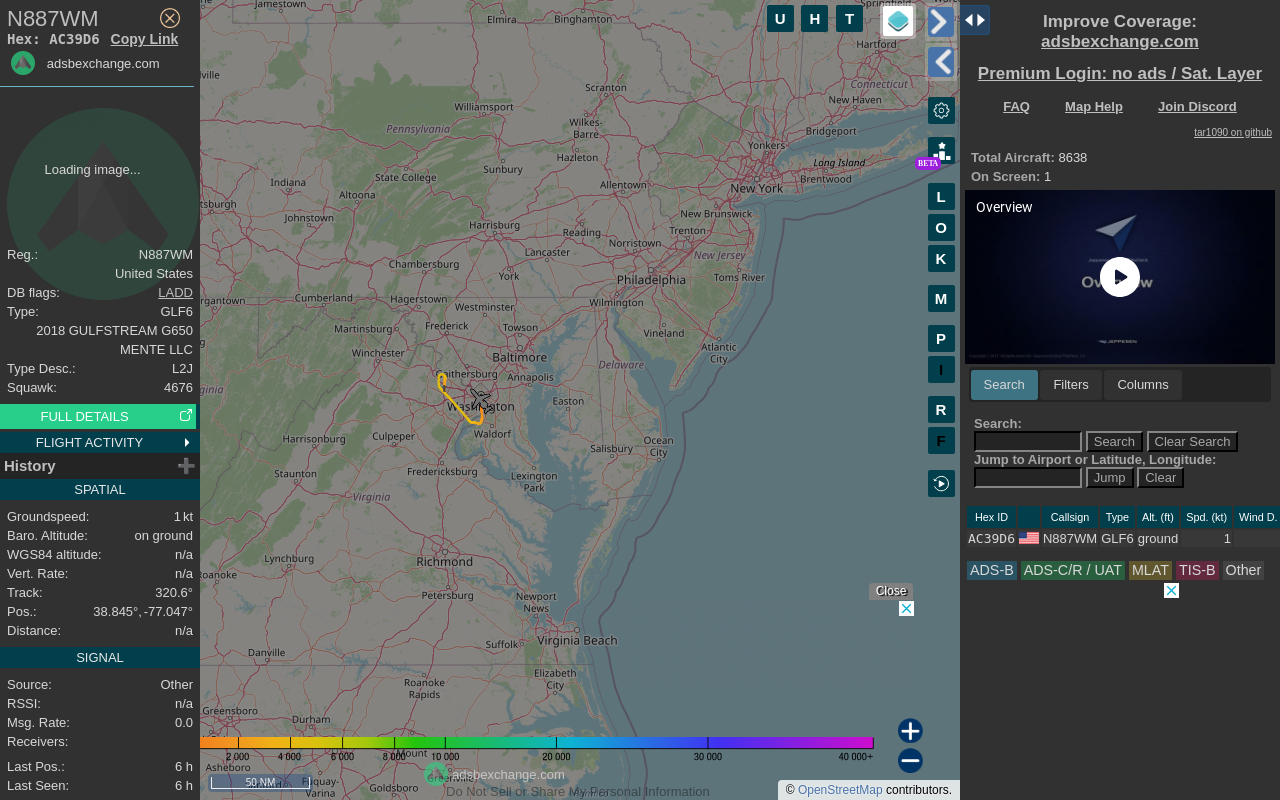 N887WM
Hex: AC39D6 Copy Link
adsbexchange.com
Loading image...
Reg.: N887WM
United States
DB flags: LADD
Type: GLF6
2018 GULFSTREAM G650
MENTE LLC
Type Desc.: L2J
Squawk: 4676
FULL DETAILS
FLIGHT ACTIVITY
History
SPATIAL
Groundspeed: 1 kt
Baro. Altitude: on ground
WGS84 altitude: n/a
Vert. Rate: n/a
Track: 320.6°
Pos.: 38.845°, -77.047°
Distance: n/a
SIGNAL
Source: Other
RSSI: n/a
Msg. Rate: 0.0
Receivers:
Last Pos.: 6 h
Last Seen: 6 h
Jamestown
Elmira
Binghamton
Springfield
Hartford
Connecticut
Scranton
New Haven
Williamsport
Pennsylvania
Wilkes-
Barre
Bridgeport
Yonkers
Hazleton
Long Island
Sunbury
State College
Indiana
Allentown
Brentwood
New York
Altoona
Johnstown
New Brunswick
Harrisburg
Reading
Trenton
Norristown
Lancaster
New Jersey
Chambersburg
York
Philadelphia
Toms River
Cumberland
Hagerstown
Westminster
Wilmington
Martinsburg
Frederick
Towson
Vineland
Winchester
Baltimore
Atlantic
City
Delaware
Gaithersburg
Annapolis
Washington
Easton
Waldorf
Culpeper
Harrisonburg
Salisbury
Ocean
City
Fredericksburg
Staunton
Lexington
Park
Virginia
Lynchburg
Roanoke
Richmond
Petersburg
Newport
News
Suffolk
Virginia Beach
Danville
Elizabeth
City
Roanoke
Rapids
Greensboro
Durham
Asheboro
Fuquay-
Varina
Goldsboro
Greenville
U H T
BETA
L
O
K
M
P
I
R
F
Close
2 000 4 000 6 000 8 000 10 000 20 000 30 000 40 000+
50 NM
adsbexchange.com
Do Not Sell or Share My Personal Information
© OpenStreetMap contributors.
Improve Coverage:
adsbexchange.com
Premium Login: no ads / Sat. Layer
FAQ Map Help Join Discord
tar1090 on github
Total Aircraft: 8638
On Screen: 1
Overview
JEPPESEN
Search Filters Columns
Search:
Search Clear Search
Jump to Airport or Latitude, Longitude:
Jump Clear
Hex ID Callsign Type Alt. (ft) Spd. (kt) Wind D.
AC39D6 N887WM GLF6 ground 1
ADS-B ADS-C/R / UAT MLAT TIS-B Other